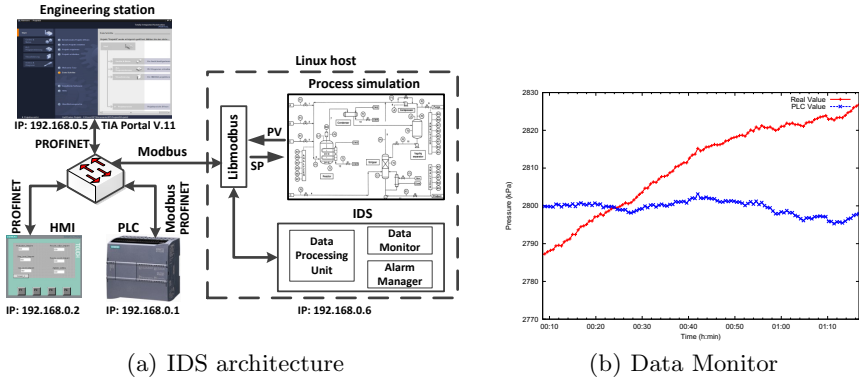 Engineering station
IP: 192.168.0.5
TIA Portal V.11
PROFINET
Modbus
PROFINET
Modbus
PROFINET
HMI
PLC
IP: 192.168.0.2
IP: 192.168.0.1
Linux host
Process simulation
Libmodbus
PV
SP
IDS
Data
Processing
Unit
Data
Monitor
Alarm
Manager
IP: 192.168.0.6
(a) IDS architecture
2830
2820
2810
2800
2790
2780
2770
Pressure (kPa)
Real Value
PLC Value
00:10
00:20
00:30
00:40
00:50
01:00
01:10
Time (h:min)
(b) Data Monitor